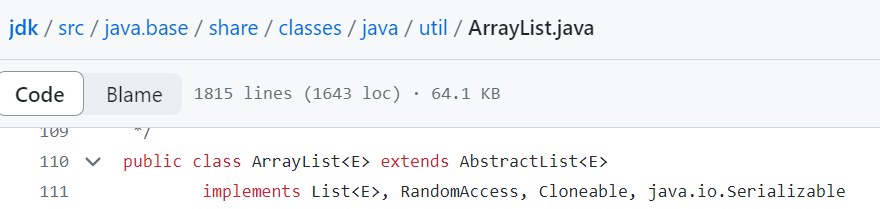 jdk / src / java.base / share / classes / java / util / ArrayList.java
Code Blame 1815 lines (1643 loc) · 64.1 KB
109 */
110 public class ArrayList<E> extends AbstractList<E>
111 implements List<E>, RandomAccess, Cloneable, java.io.Serializable